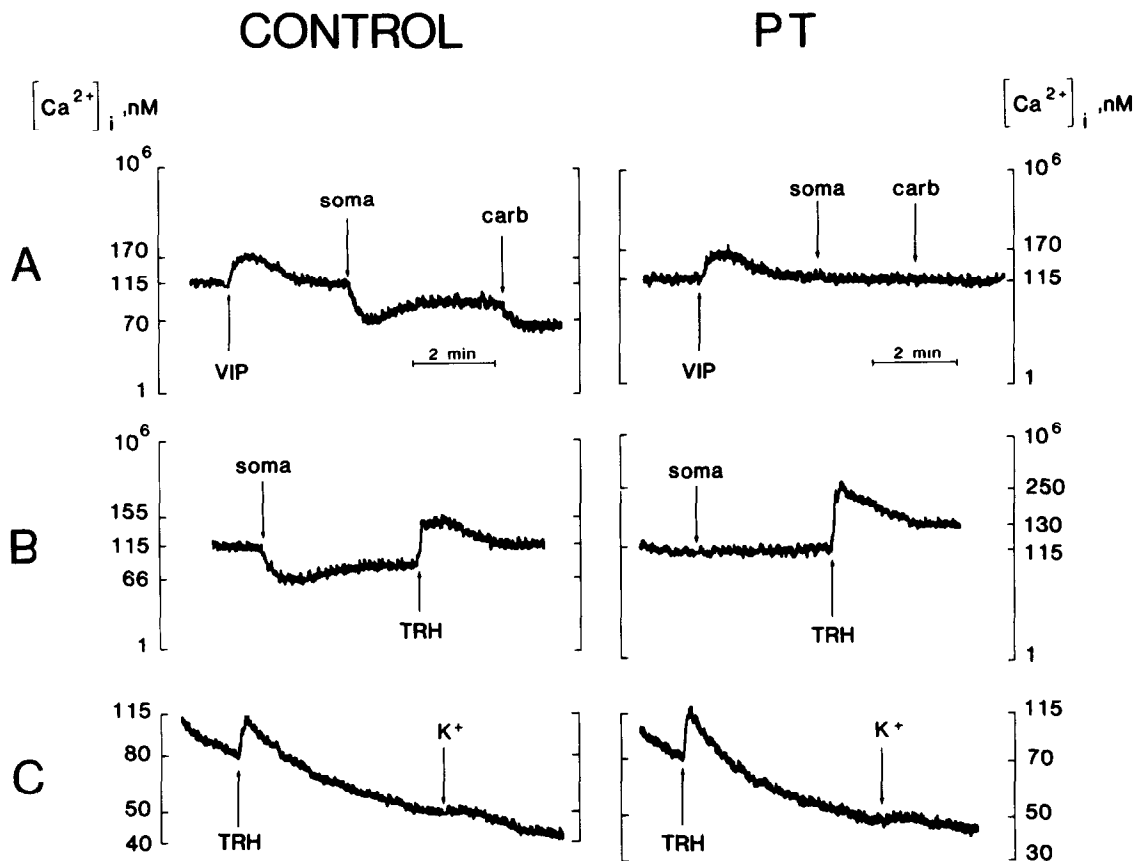 CONTROL PT
[Ca2+]i ,nM [Ca2+]i ,nM
A
10^6
170
115
70
1
soma
carb
VIP
2 min
10^6
170
115
1
soma
carb
VIP
2 min
B
10^6
155
115
66
1
soma
TRH
10^6
250
130
115
1
soma
TRH
C
115
80
50
40
TRH
K+
115
70
50
30
TRH
K+